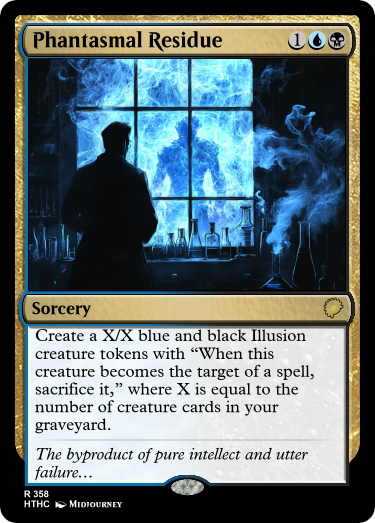 Phantasmal Residue 1
Sorcery
Create a X/X blue and black Illusion
creature tokens with “When this
creature becomes the target of a spell,
sacrifice it,” where X is equal to the
number of creature cards in your
graveyard.
The byproduct of pure intellect and utter
failure…
R 358
HTHC Midjourney